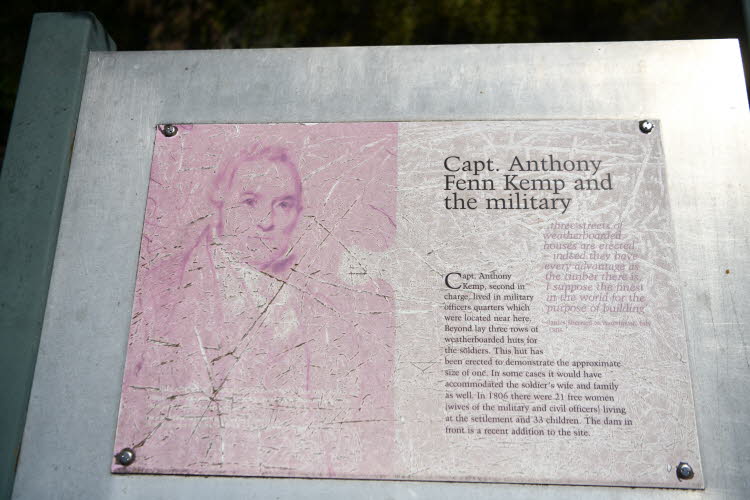 Capt. Anthony
Fenn Kemp and
the military
three streets of
weatherboarded
houses are erected
– indeed they have
every advantage as
the timber there is
I suppose the finest
in the world for the
purpose of building
Capt. Anthony
Kemp, second in
charge, lived in military
officers quarters which
were located near here.
Beyond lay three rows of
weatherboarded huts for
the soldiers. This hut has
been erected to demonstrate the approximate
size of one. In some cases it would have
accommodated the soldier's wife and family
as well. In 1806 there were 21 free women
(wives of the military and civil officers) living
at the settlement and 33 children. The dam in
front is a recent addition to the site.